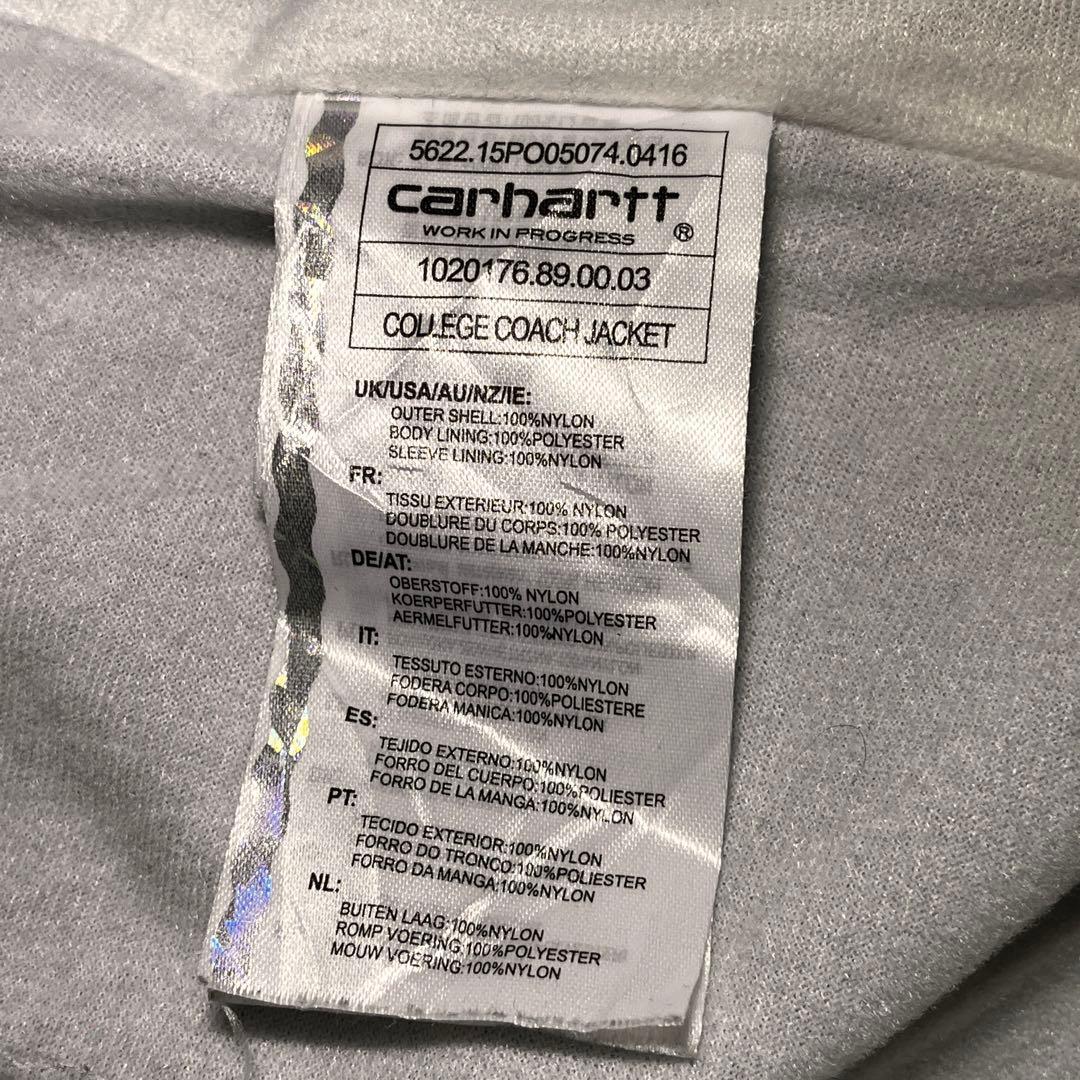 5622.15PO05074.0416
carhartt
WORK IN PROGRESS ®
1020176.89.00.03
COLLEGE COACH JACKET
UK/USA/AU/NZ/IE:
OUTER SHELL:100%NYLON
BODY LINING:100%POLYESTER
SLEEVE LINING:100%NYLON
FR:
TISSU EXTERIEUR:100% NYLON
DOUBLURE DU CORPS:100% POLYESTER
DOUBLURE DE LA MANCHE:100%NYLON
DE/AT:
OBERSTOFF:100% NYLON
KOERPERFUTTER:100%POLYESTER
AERMELFUTTER:100%NYLON
IT:
TESSUTO ESTERNO:100%NYLON
FODERA CORPO:100%POLIESTERE
FODERA MANICA:100%NYLON
ES:
TEJIDO EXTERNO:100%NYLON
FORRO DEL CUERPO:100%POLIESTER
FORRO DE LA MANGA:100%NYLON
PT:
TECIDO EXTERIOR:100%NYLON
FORRO DO TRONCO:100%POLIESTER
FORRO DA MANGA:100%NYLON
NL:
BUITEN LAAG:100%NYLON
ROMP VOERING:100%POLYESTER
MOUW VOERING:100%NYLON